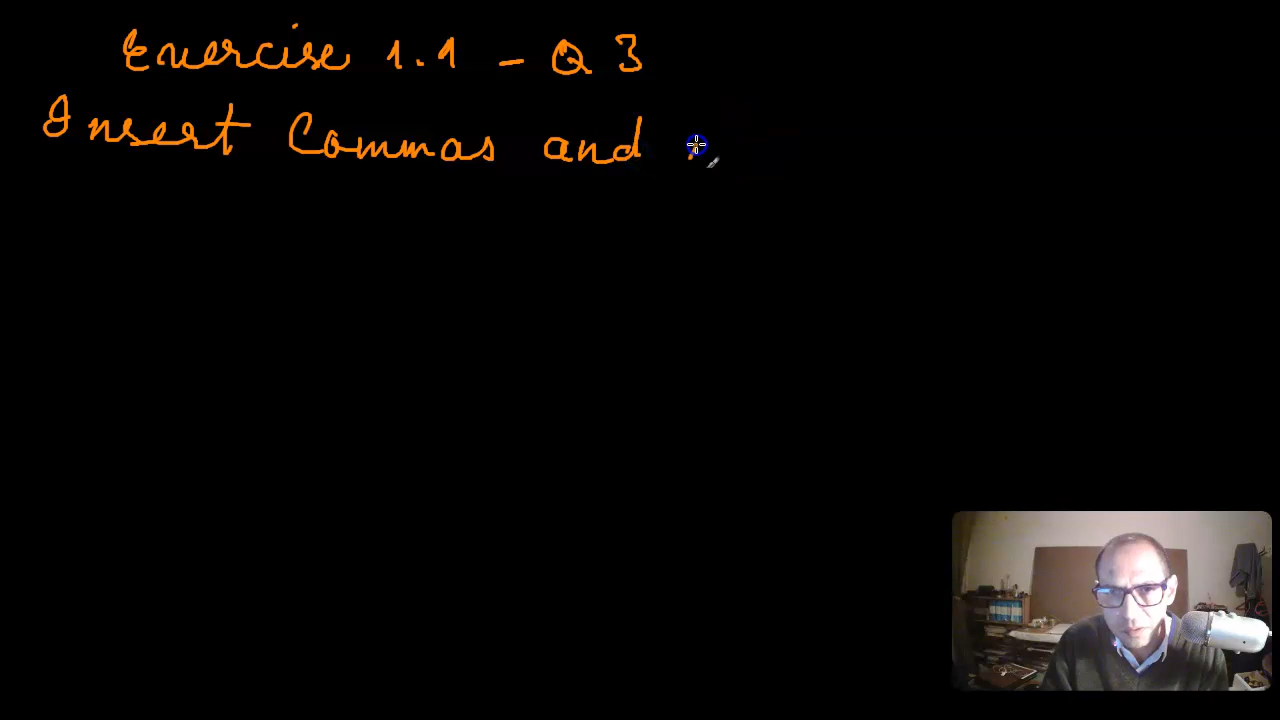 Exercise 1.1 - Q 3
Insert Commas and